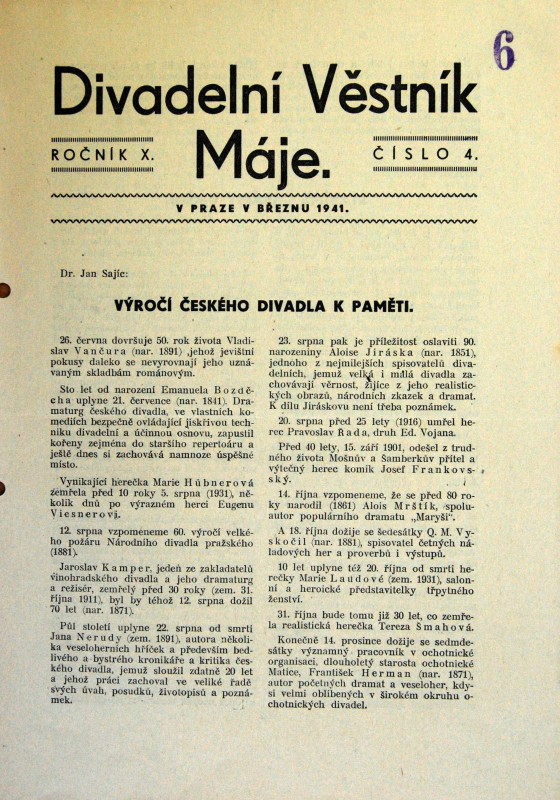 6
Divadelní Věstník
ROČNÍK X.
Máje.
ČÍSLO 4.
V PRAZE V BŘEZNU 1941.
Dr. Jan Sajíc:
VÝROČÍ ČESKÉHO DIVADLA K PAMĚTI.
26. června dovršuje 50. rok života Vladi-
slav Vančura (nar. 1891) ‚jehož jevištní
pokusy daleko se nevyrovnají jeho uzná-
vaným skladbám románovým.
Sto let od narození Emanuela Bozdě-
cha uplyne 21. července (nar. 1841). Dra-
maturg českého divadla, ve vlastních ko-
mediích bezpečně ovládající jiskřivou tech-
niku divadelní a účinnou osnovu, zapustil
kořeny zejména do staršího repertoáru a
ještě dnes si zachovává namnoze úspěšné
místo.
Vynikající herečka Marie Hübnerová
zemřela před 10 roky 5. srpna (1931), ně-
kolik dnů po výrazném herci Eugenu
Viesnerovi.
12. srpna vzpomeneme 60. výročí velké-
ho požáru Národního divadla pražského
(1881).
Jaroslav Kamper, jeden ze zakladatelů
vinohradského divadla a jeho dramaturg
a režisér, zemřelý před 30 roky (zem. 31.
října 1911), byl by téhož 12. srpna dožil
70 let (nar. 1871).
Půl století uplyne 22. srpna od smrti
Jana Nerudy (zem. 1891), autora několi-
ka veseloherních hříček a především bed-
livého a bystrého kronikáře a kritika čes-
kého divadla, jemuž sloužil zdatně 20 let
a jehož práci zachoval ve veliké řadě
svých úvah, posudků, životopisů a pozná-
mek.
23. srpna pak je příležitost oslaviti 90.
narozeniny Aloise Jiráska (nar. 1851),
jednoho z nejmilejších spisovatelů diva-
delních, jemuž velká i malá divadla za-
chovávají věrnost, žijíce z jeho realistic-
kých obrazů, národních zkazek a dramat.
K dílu Jiráskovu není třeba poznámek.
20. srpna před 25 lety (1916) umřel he-
rec Pravoslav Rada, druh Ed. Vojana.
Před 40 lety, 15. září 1901, odešel z trud-
ného života Mošnův a Šamberkův přítel a
výtečný herec komik Josef Frankovs-
ský.
14. října vzpomeneme, že se před 80 ro-
ky narodil (1861) Alois Mrštík, spolu-
autor populárního dramatu „Maryši“.
A 18. října dožije se šedesátky Q. M. Vy-
skočil (nar. 1881), spisovatel četných ná-
ladových her a proverbů i výstupů.
10 let uplyne též 20. října od smrti he-
rečky Marie Laudové (zem. 1931), salon-
ní a heroické představitelky třpytného
ženství.
31. října bude tomu již 30 let, co zemře-
la realistická herečka Tereza Smahová.
Konečně 14. prosince dožije se sedmde-
sátky významný pracovník v ochotnické
organisaci, dlouholetý starosta ochotnické
Matice, František Herman (nar. 1871),
autor početných dramat a veseloher, kdy-
si velmi oblíbených v širokém okruhu o-
chotnických divadel.